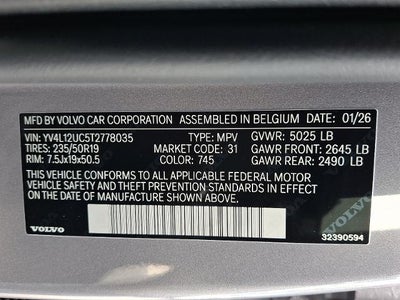 MFD BY VOLVO CAR CORPORATION ASSEMBLED IN BELGIUM DATE: 01/26
VIN: YV4L12UC5T2778035 TYPE: MPV GVWR: 5025 LB
TIRES: 235/50R19 MARKET CODE: 31 GAWR FRONT: 2645 LB
RIM: 7.5Jx19x50.5 COLOR: 745 GAWR REAR: 2490 LB
THIS VEHICLE CONFORMS TO ALL APPLICABLE FEDERAL MOTOR
VEHICLE SAFETY STANDARDS AND THEFT PREVENTION STANDARD
IN EFFECT ON THE DATE OF MANUFACTURE SHOWN ABOVE.
VOLVO
32390594
VOLVO